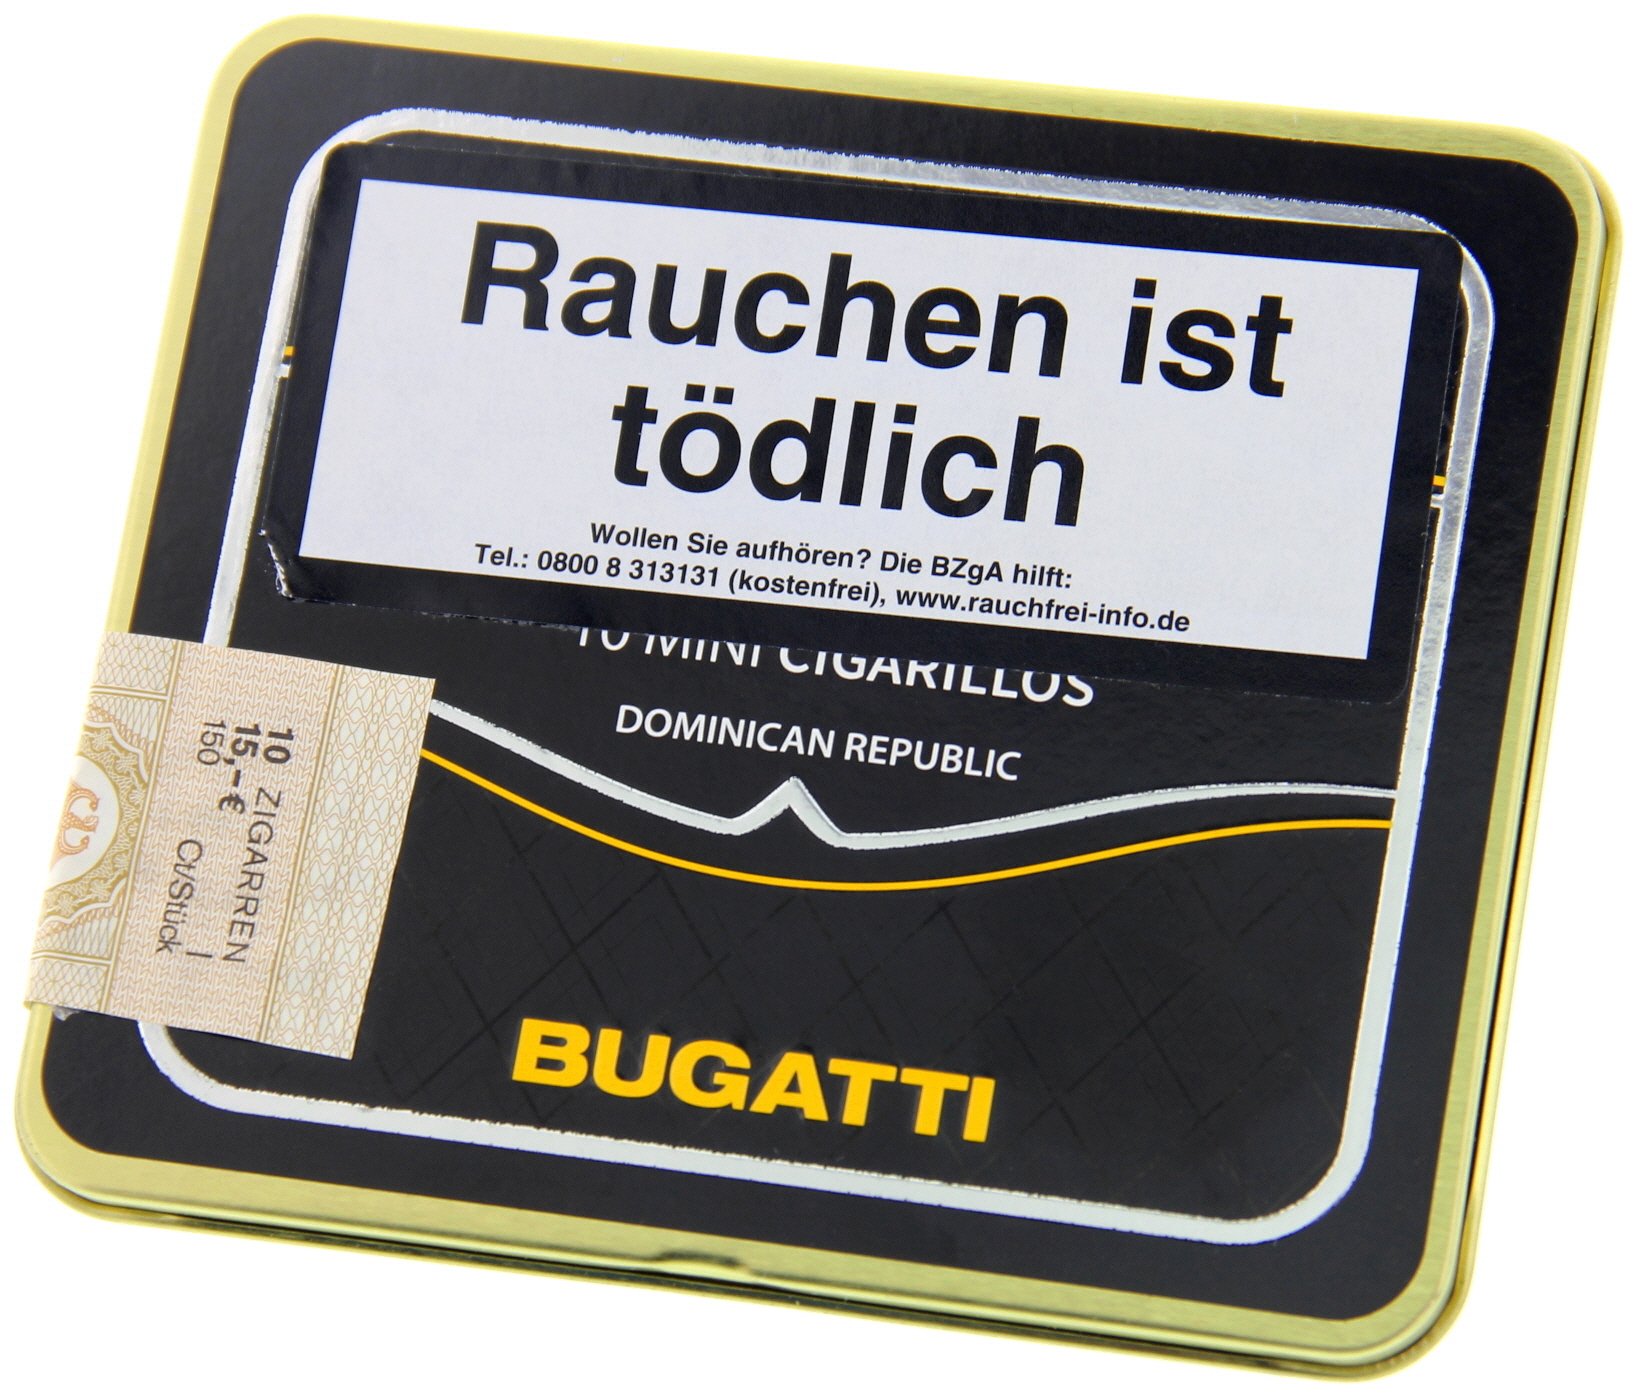 Rauchen ist
tödlich
Wollen Sie aufhören? Die BZgA hilft:
Tel.: 0800 8 313131 (kostenfrei), www.rauchfrei-info.de
10 MINI CIGARILLOS
DOMINICAN REPUBLIC
10 ZIGARREN
15,-€ I
150 Ct/Stück
BUGATTI